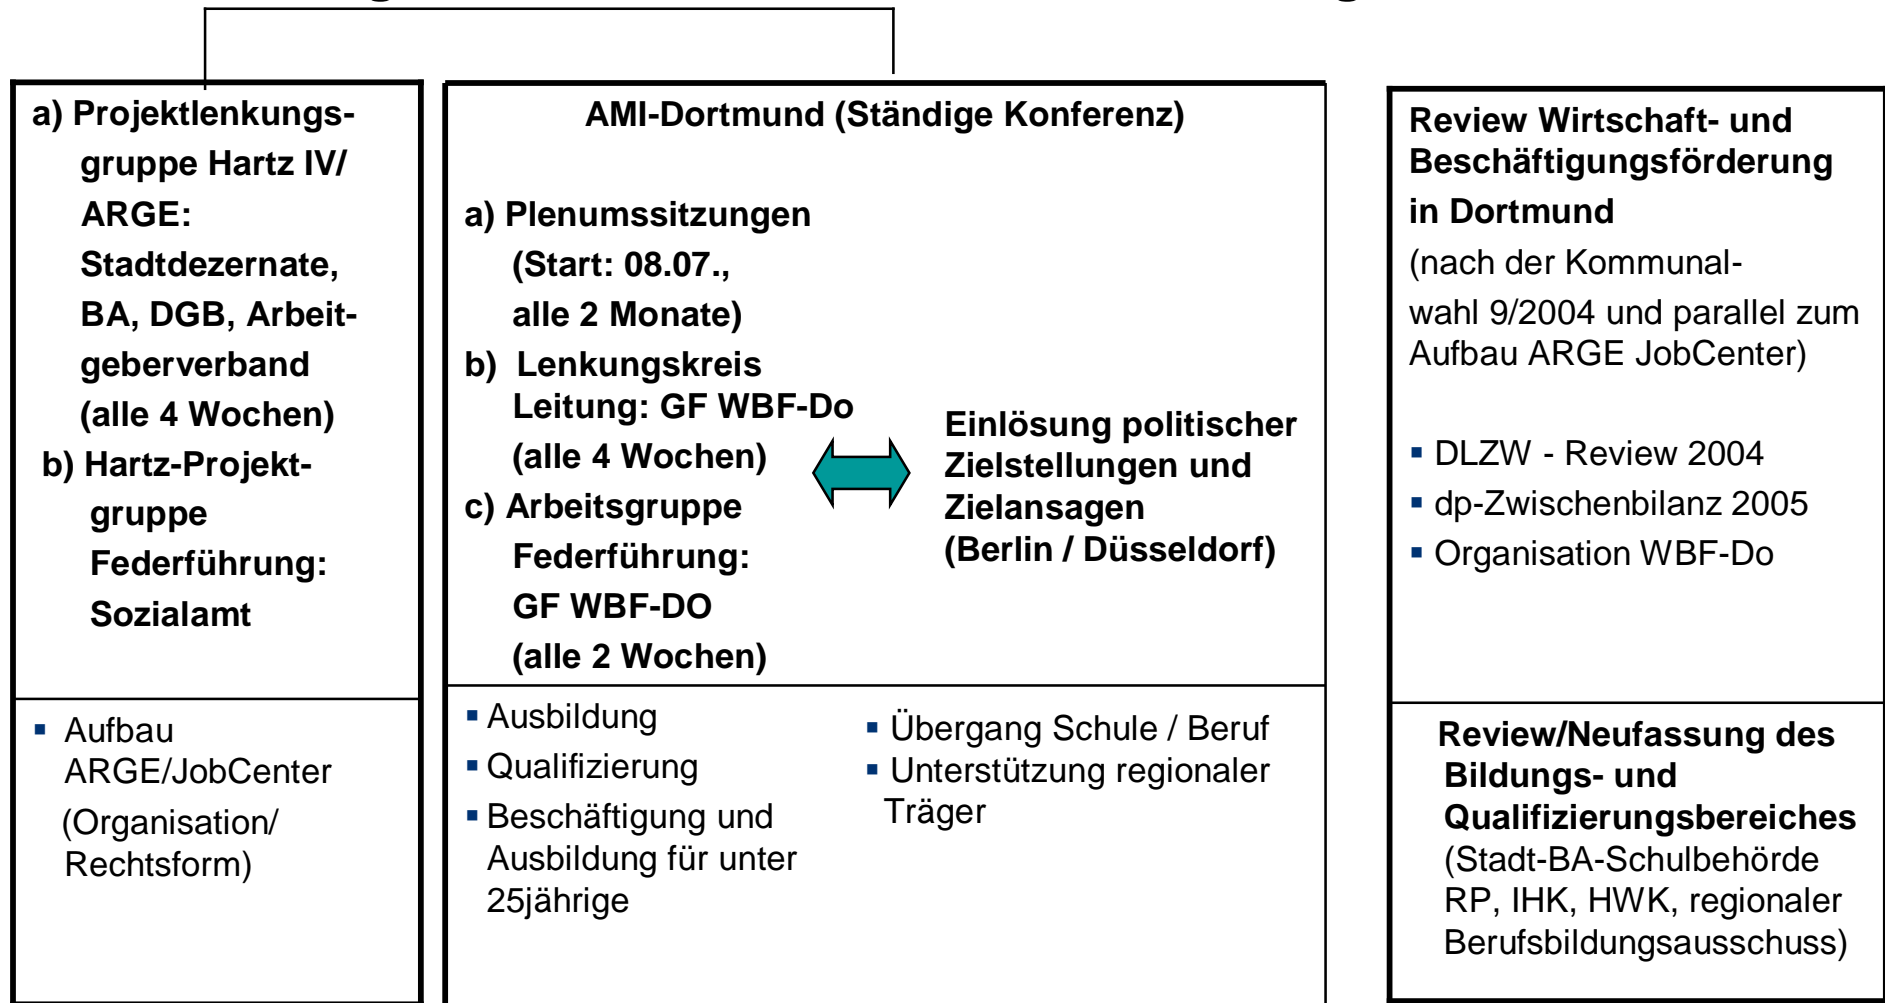 a) Projektlenkungs-
gruppe Hartz IV/
ARGE:
Stadtdezernate,
BA, DGB, Arbeit-
geberverband
(alle 4 Wochen)
b) Hartz-Projekt-
gruppe
Federführung:
Sozialamt
▪ Aufbau
ARGE/JobCenter
(Organisation/
Rechtsform)
AMI-Dortmund (Ständige Konferenz)
a) Plenumssitzungen
(Start: 08.07.,
alle 2 Monate)
b) Lenkungskreis
Leitung: GF WBF-Do
(alle 4 Wochen)
c) Arbeitsgruppe
Federführung:
GF WBF-DO
(alle 2 Wochen)
Einlösung politischer
Zielstellungen und
Zielansagen
(Berlin / Düsseldorf)
▪ Ausbildung
▪ Qualifizierung
▪ Beschäftigung und
Ausbildung für unter
25jährige
▪ Übergang Schule / Beruf
▪ Unterstützung regionaler
Träger
Review Wirtschaft- und
Beschäftigungsförderung
in Dortmund
(nach der Kommunal-
wahl 9/2004 und parallel zum
Aufbau ARGE JobCenter)
▪ DLZW - Review 2004
▪ dp-Zwischenbilanz 2005
▪ Organisation WBF-Do
Review/Neufassung des
Bildungs- und
Qualifizierungsbereiches
(Stadt-BA-Schulbehörde
RP, IHK, HWK, regionaler
Berufsbildungsausschuss)